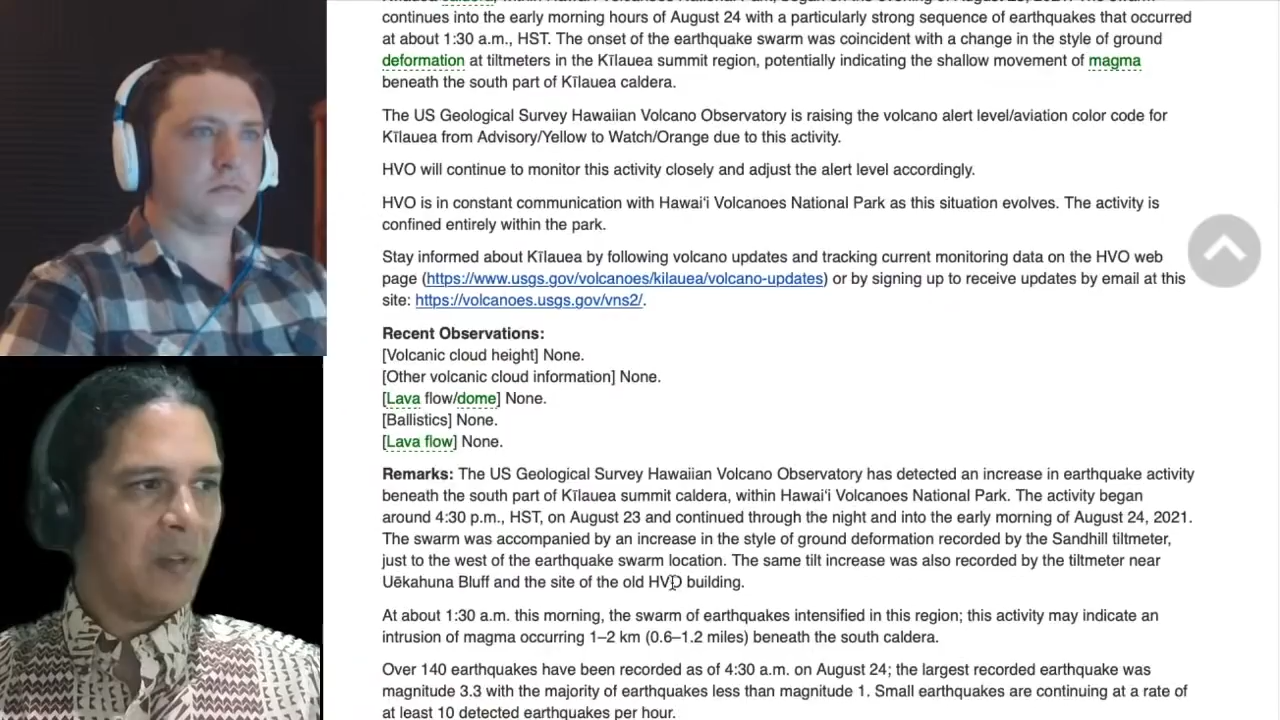 continues into the early morning hours of August 24 with a particularly strong sequence of earthquakes that occurred
at about 1:30 a.m., HST. The onset of the earthquake swarm was coincident with a change in the style of ground
deformation at tiltmeters in the Kīlauea summit region, potentially indicating the shallow movement of magma
beneath the south part of Kīlauea caldera.
The US Geological Survey Hawaiian Volcano Observatory is raising the volcano alert level/aviation color code for
Kīlauea from Advisory/Yellow to Watch/Orange due to this activity.
HVO will continue to monitor this activity closely and adjust the alert level accordingly.
HVO is in constant communication with Hawaiʻi Volcanoes National Park as this situation evolves. The activity is
confined entirely within the park.
Stay informed about Kīlauea by following volcano updates and tracking current monitoring data on the HVO web
page (https://www.usgs.gov/volcanoes/kilauea/volcano-updates) or by signing up to receive updates by email at this
site: https://volcanoes.usgs.gov/vns2/.
Recent Observations:
[Volcanic cloud height] None.
[Other volcanic cloud information] None.
[Lava flow/dome] None.
[Ballistics] None.
[Lava flow] None.
Remarks: The US Geological Survey Hawaiian Volcano Observatory has detected an increase in earthquake activity
beneath the south part of Kīlauea summit caldera, within Hawaiʻi Volcanoes National Park. The activity began
around 4:30 p.m., HST, on August 23 and continued through the night and into the early morning of August 24, 2021.
The swarm was accompanied by an increase in the style of ground deformation recorded by the Sandhill tiltmeter,
just to the west of the earthquake swarm location. The same tilt increase was also recorded by the tiltmeter near
Uēkahuna Bluff and the site of the old HVO building.
At about 1:30 a.m. this morning, the swarm of earthquakes intensified in this region; this activity may indicate an
intrusion of magma occurring 1–2 km (0.6–1.2 miles) beneath the south caldera.
Over 140 earthquakes have been recorded as of 4:30 a.m. on August 24; the largest recorded earthquake was
magnitude 3.3 with the majority of earthquakes less than magnitude 1. Small earthquakes are continuing at a rate of
at least 10 detected earthquakes per hour.